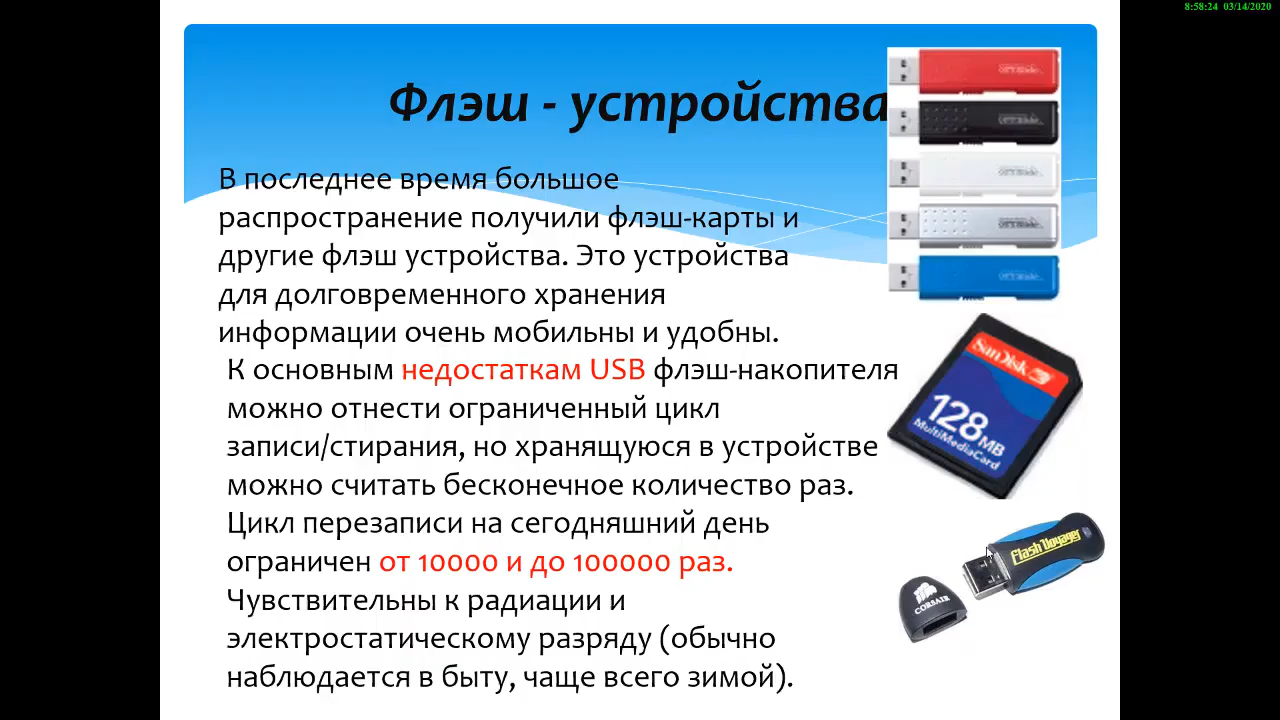 8:58:24 03/14/2020
Флэш - устройства
В последнее время большое
распространение получили флэш-карты и
другие флэш устройства. Это устройства
для долговременного хранения
информации очень мобильны и удобны.
К основным недостаткам USB флэш-накопителя
можно отнести ограниченный цикл
записи/стирания, но хранящуюся в устройстве
можно считать бесконечное количество раз.
Цикл перезаписи на сегодняшний день
ограничен от 10000 и до 100000 раз.
Чувствительны к радиации и
электростатическому разряду (обычно
наблюдается в быту, чаще всего зимой).
SanDisk
128 MB
MultiMediaCard
Flash Voyager
CORSAIR